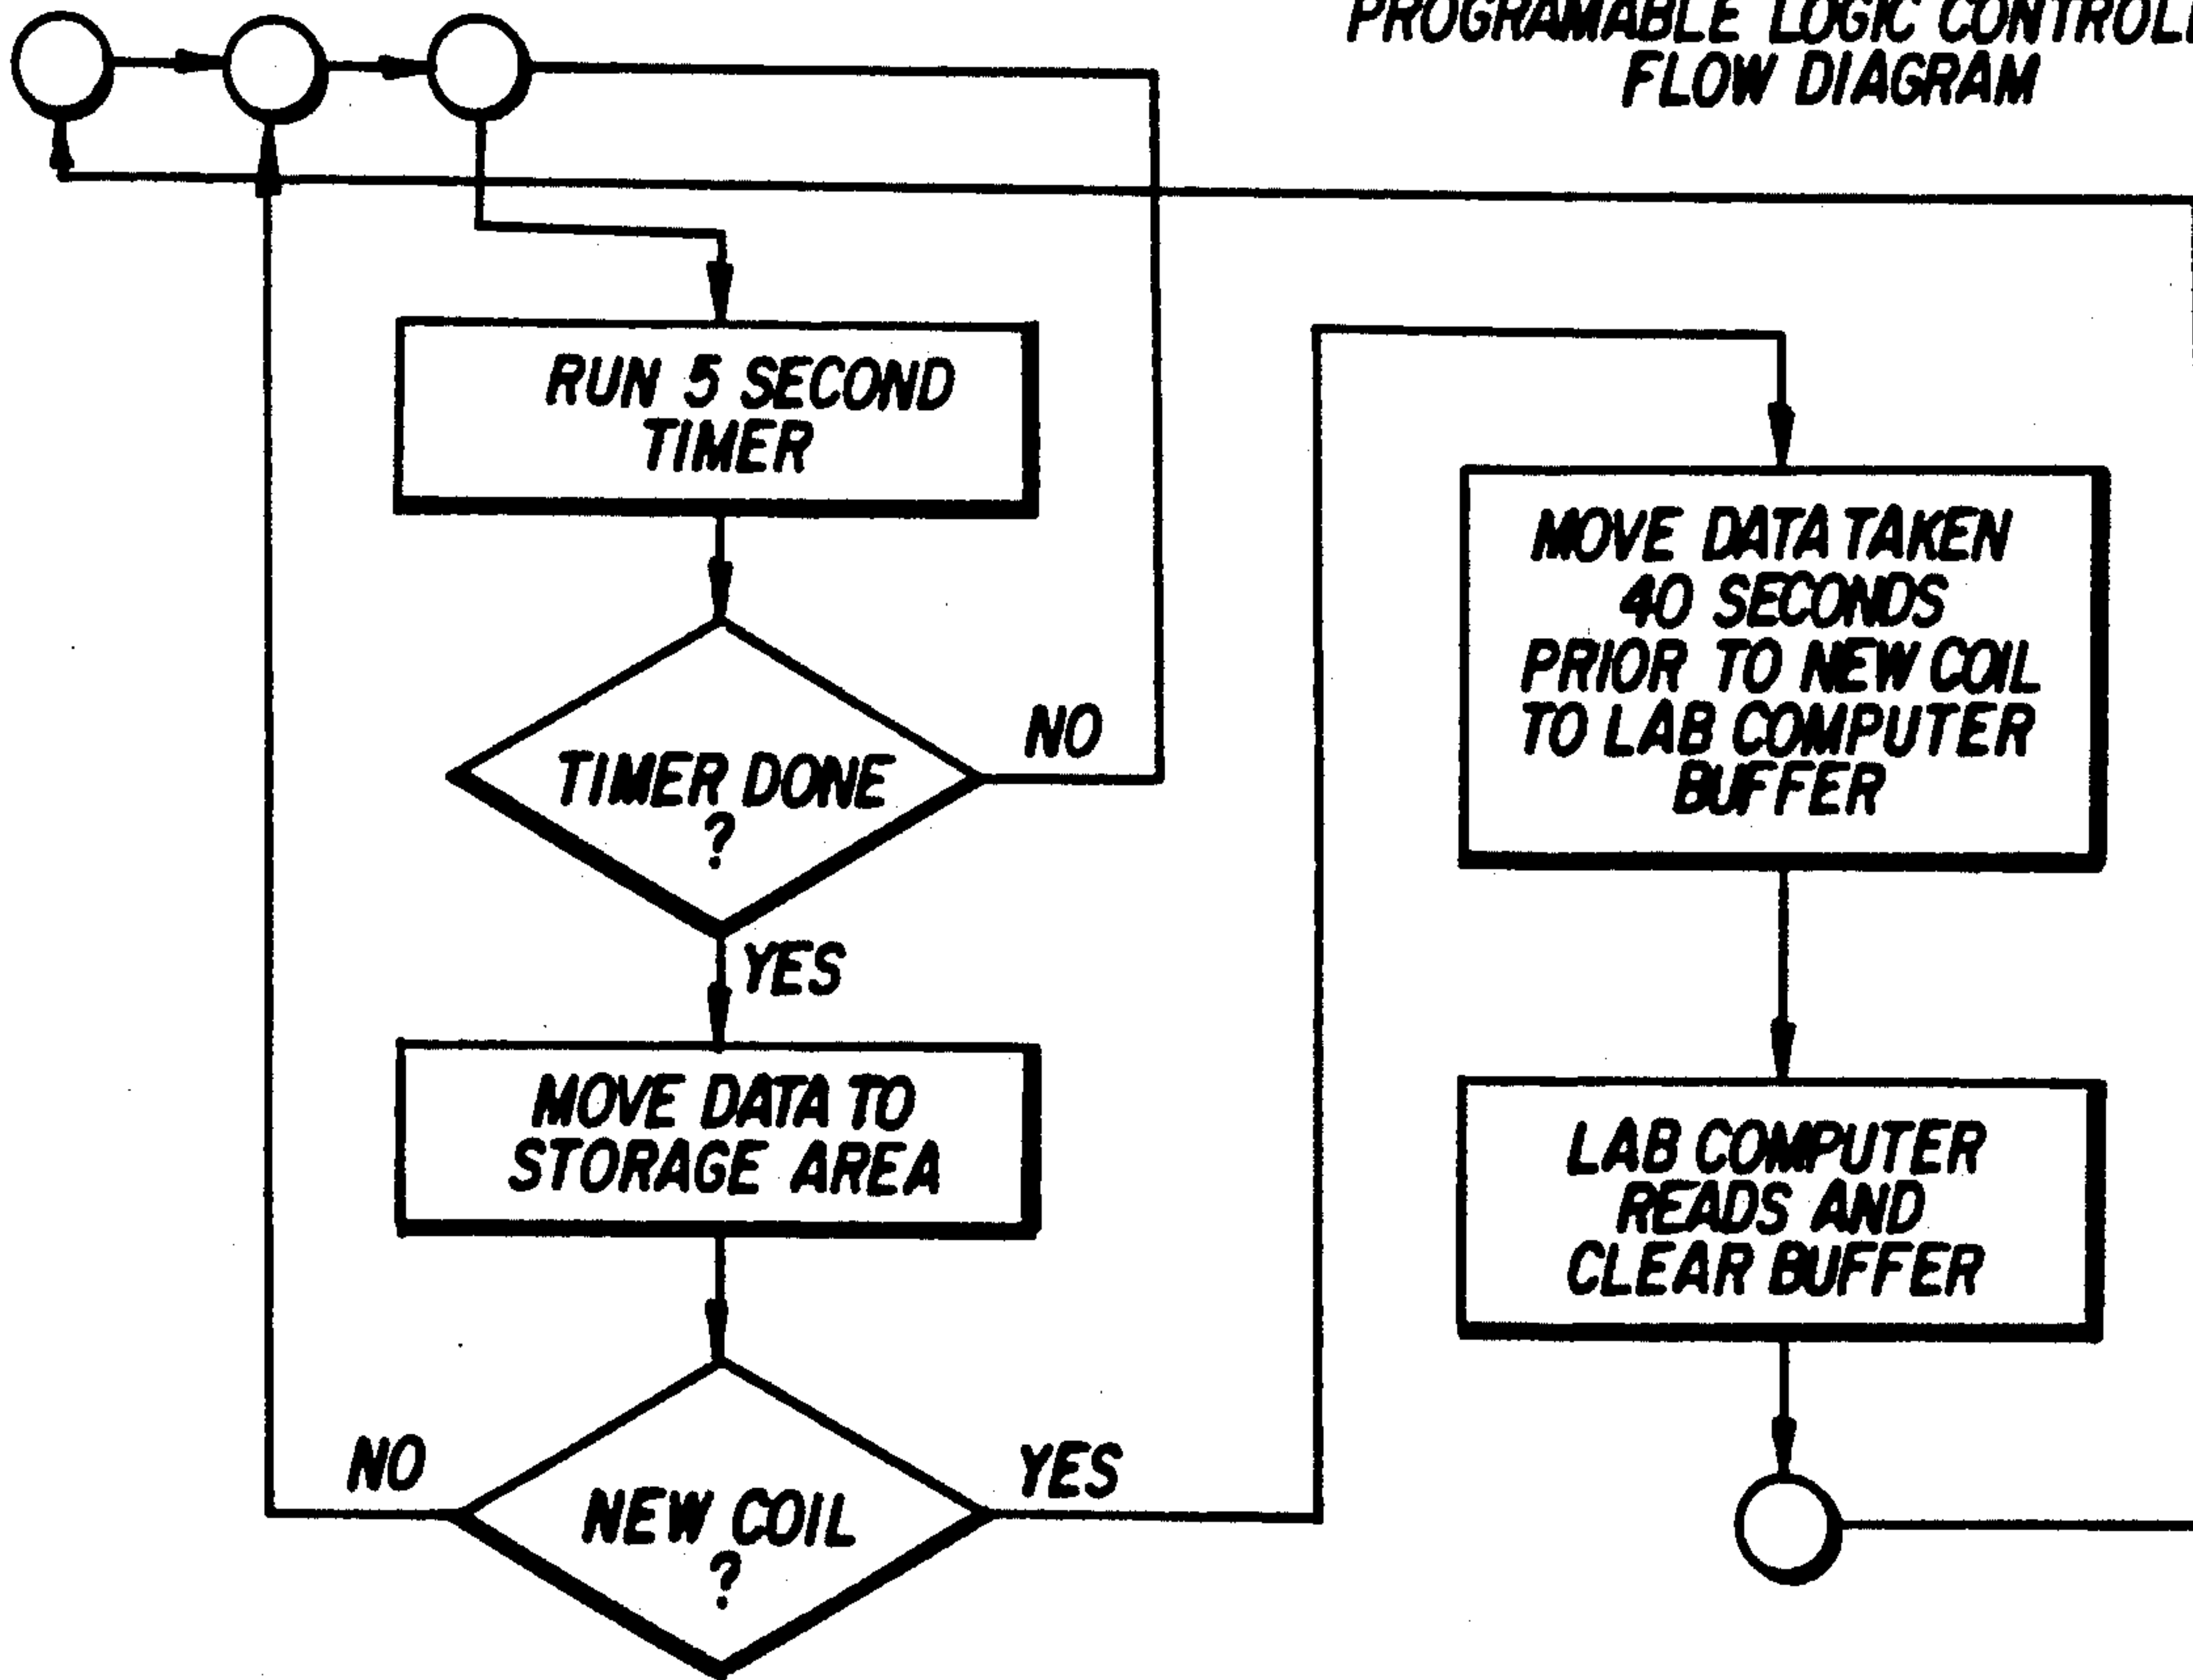 PROGRAMABLE LOGIC
FLOW DIAGRAM
RUN 5 SECOND
TIMER
TIMER DONE
?
NO
YES
MOVE DATA TO
STORAGE AREA
NEW COIL
?
NO
YES
MOVE DATA TAKEN
40 SECONDS
PRIOR TO NEW COIL
TO LAB COMPUTER
BUFFER
LAB COMPUTER
READS AND
CLEAR BUFFER